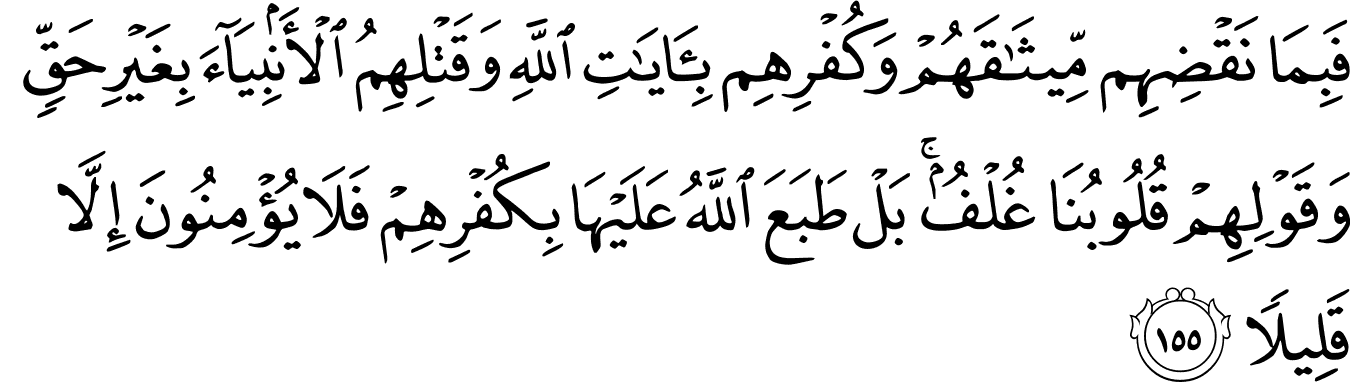 فَبِمَا نَقْضِهِم مِّيثَٰقَهُمْ وَكُفْرِهِم بِـَٔايَٰتِ ٱللَّهِ وَقَتْلِهِمُ ٱلْأَنۢبِيَآءَ بِغَيْرِ حَقٍّ
وَقَوْلِهِمْ قُلُوبُنَا غُلْفٌۢ ۚ بَلْ طَبَعَ ٱللَّهُ عَلَيْهَا بِكُفْرِهِمْ فَلَا يُؤْمِنُونَ إِلَّا
قَلِيلًا ١٥٥